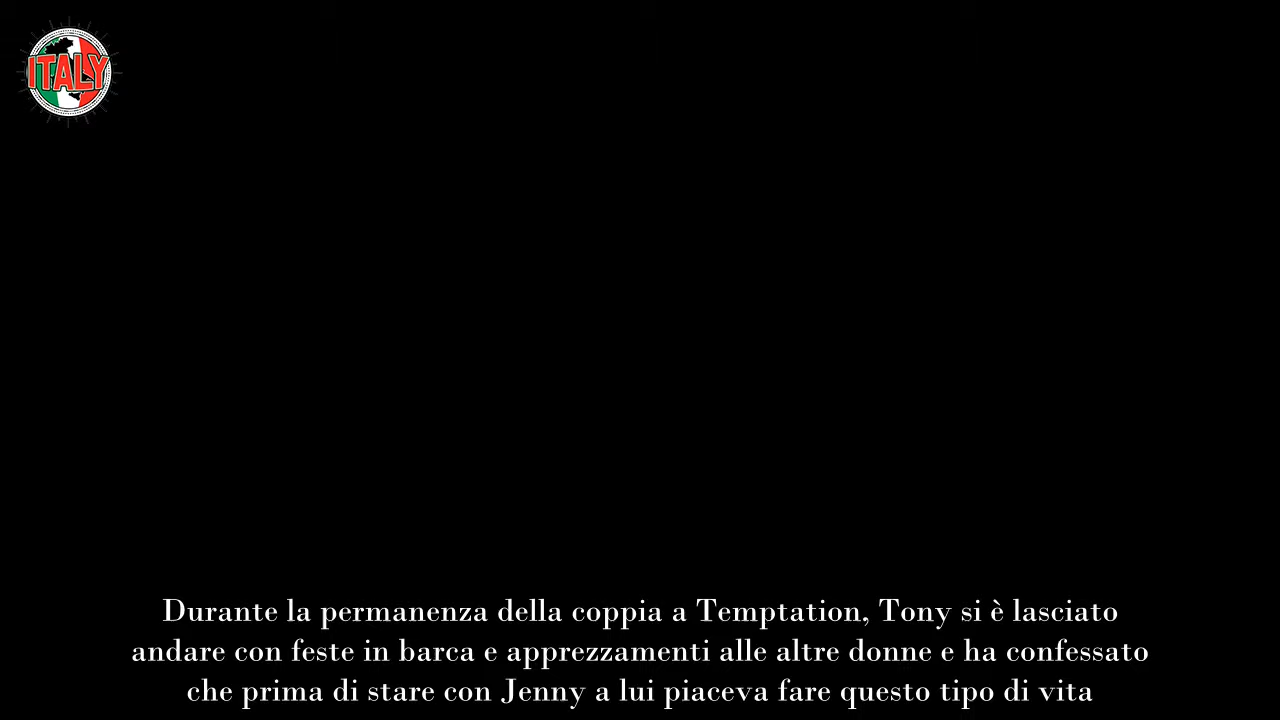 ITALY
Durante la permanenza della coppia a Temptation, Tony si è lasciato
andare con feste in barca e apprezzamenti alle altre donne e ha confessato
che prima di stare con Jenny a lui piaceva fare questo tipo di vita